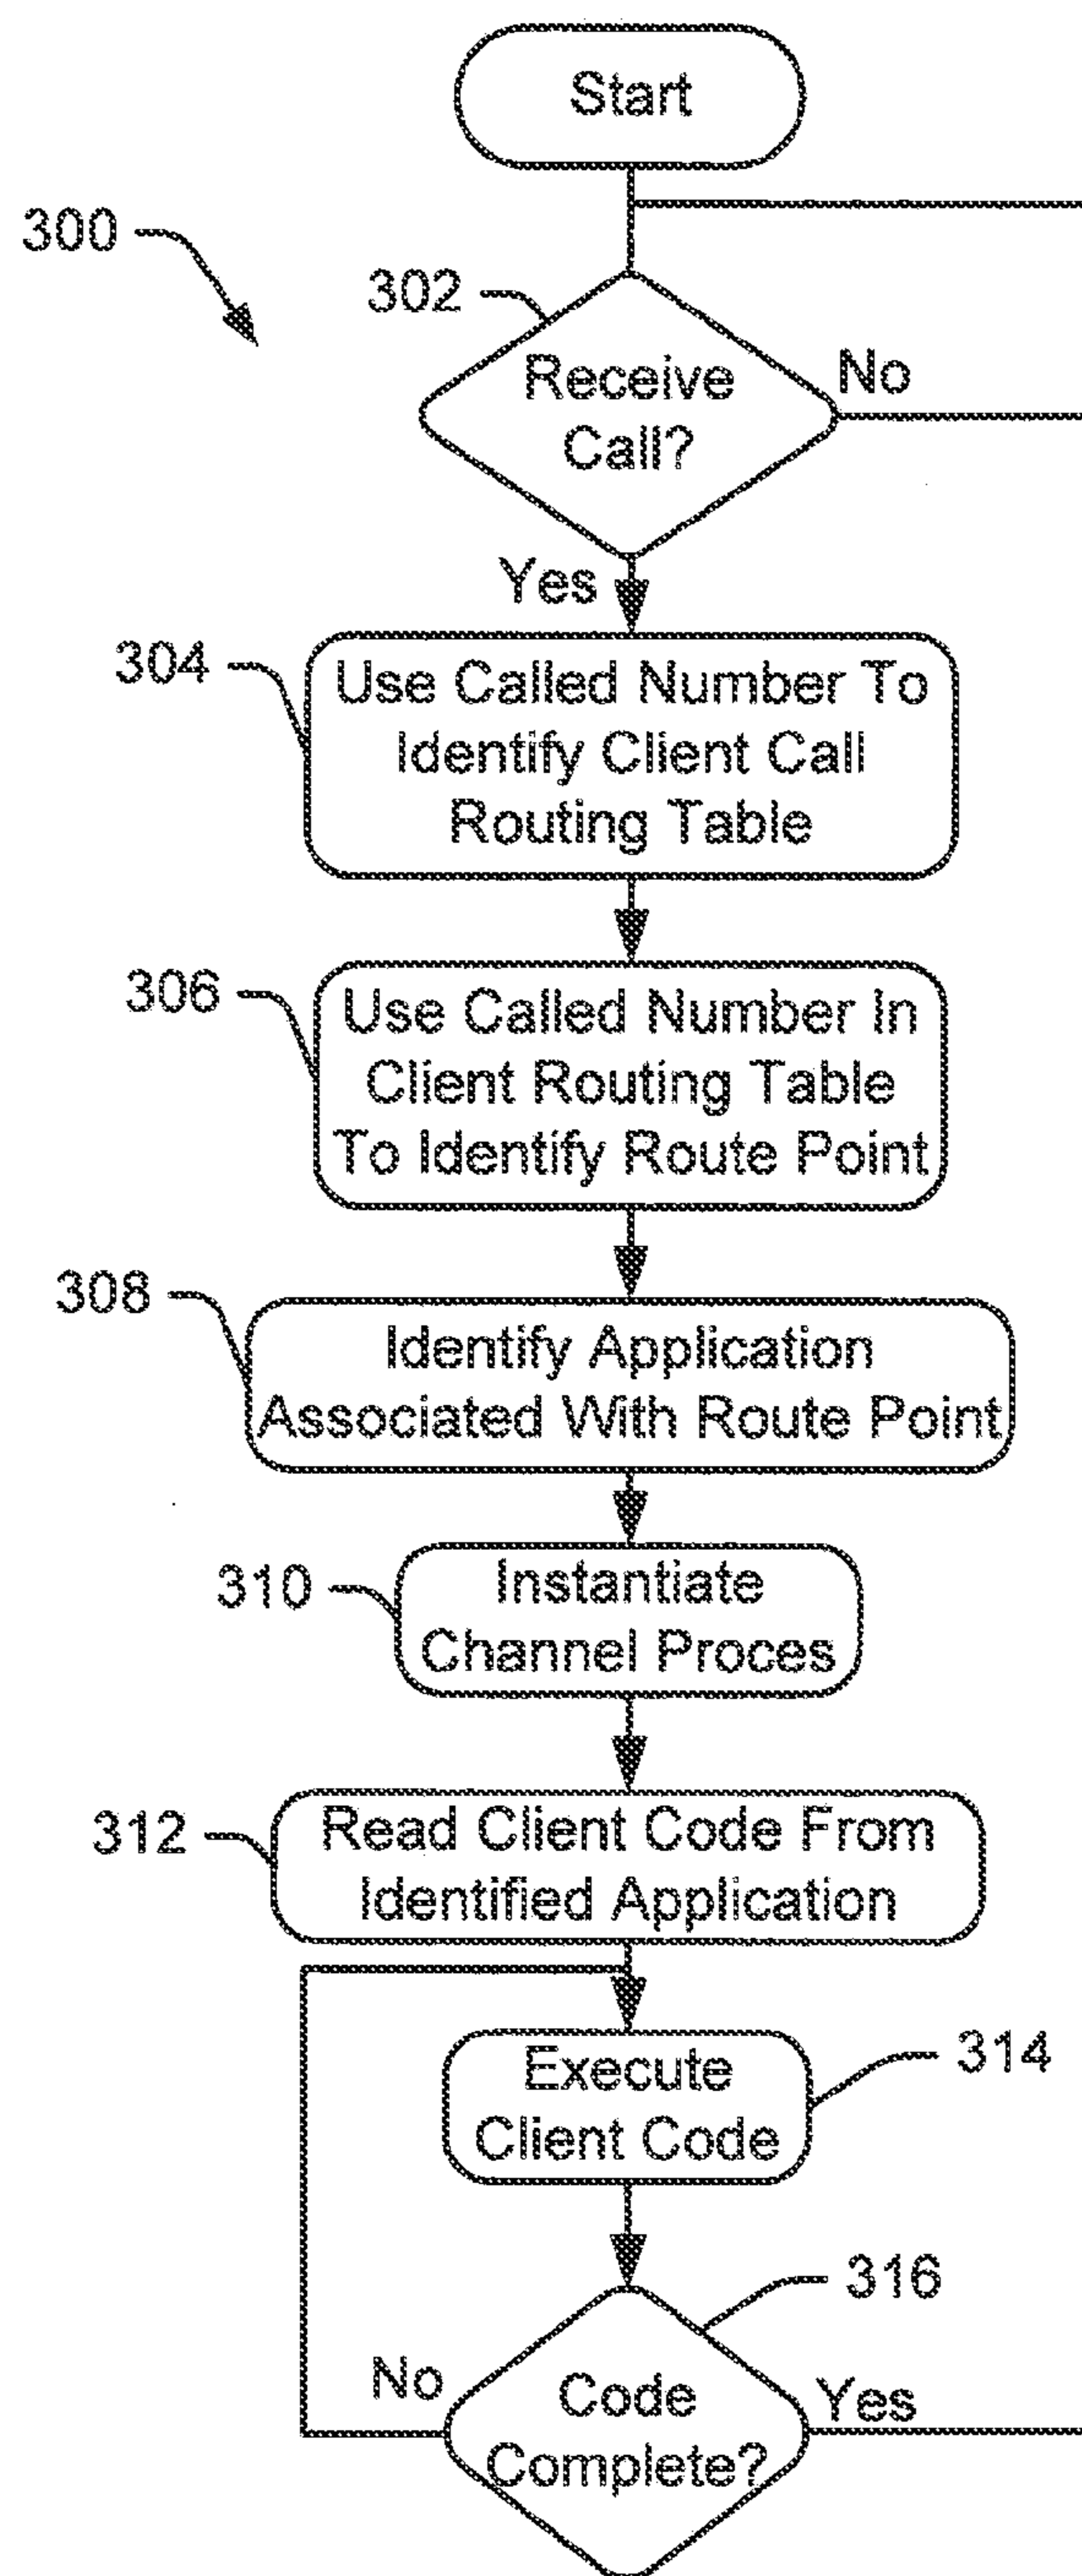 Start
300
302
Receive
Call?
No
Yes
304
Use Called Number To
Identify Client Call
Routing Table
306
Use Called Number In
Client Routing Table
To Identify Route Point
308
Identify Application
Associated With Route Point
310
Instantiate
Channel Proces
312
Read Client Code From
Identified Application
Execute
Client Code
314
316
No
Code
Complete?
Yes